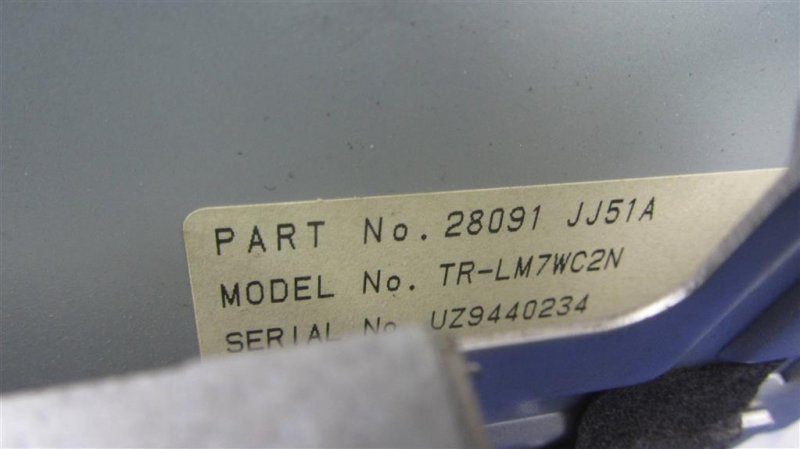 PART No. 28091 JJ51A
MODEL No. TR-LM7WC2N
SERIAL No. UZ9440234